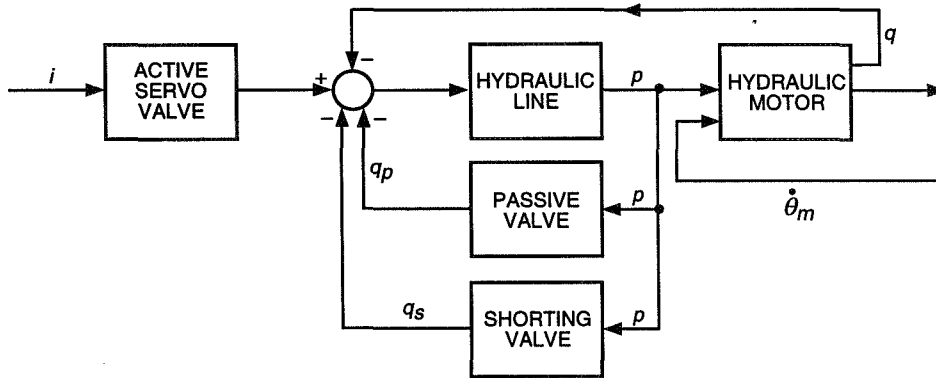 q
i
ACTIVE
SERVO
VALVE
+
−
−
−
HYDRAULIC
LINE
p
HYDRAULIC
MOTOR
q_p
PASSIVE
VALVE
p
θ̇_m
q_s
SHORTING
VALVE
p